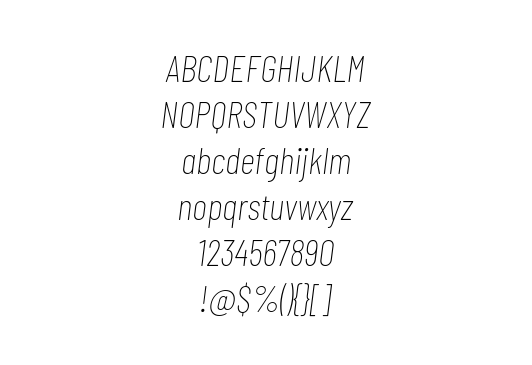 ABCDEFGHIJKLM
NOPQRSTUVWXYZ
abcdefghijklm
nopqrstuvwxyz
1234567890
!@$%(){}[ ]